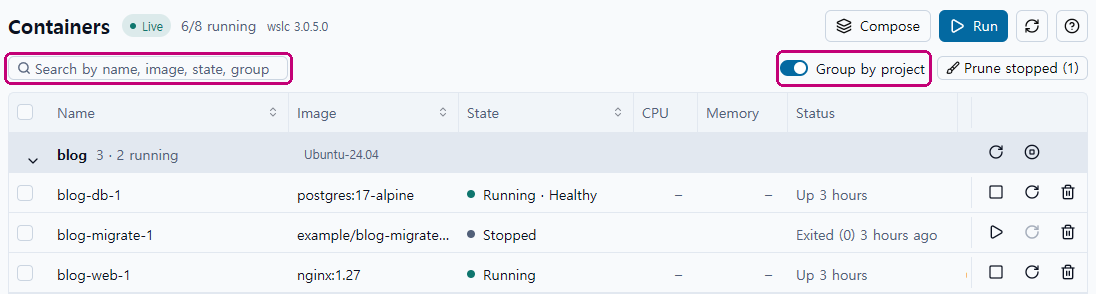 Containers Live 6/8 running wslc 3.0.5.0 Compose Run
Search by name, image, state, group Group by project Prune stopped (1)
Name Image State CPU Memory Status
blog 3 · 2 running Ubuntu-24.04
blog-db-1 postgres:17-alpine Running · Healthy – – Up 3 hours
blog-migrate-1 example/blog-migrate... Stopped Exited (0) 3 hours ago
blog-web-1 nginx:1.27 Running – – Up 3 hours